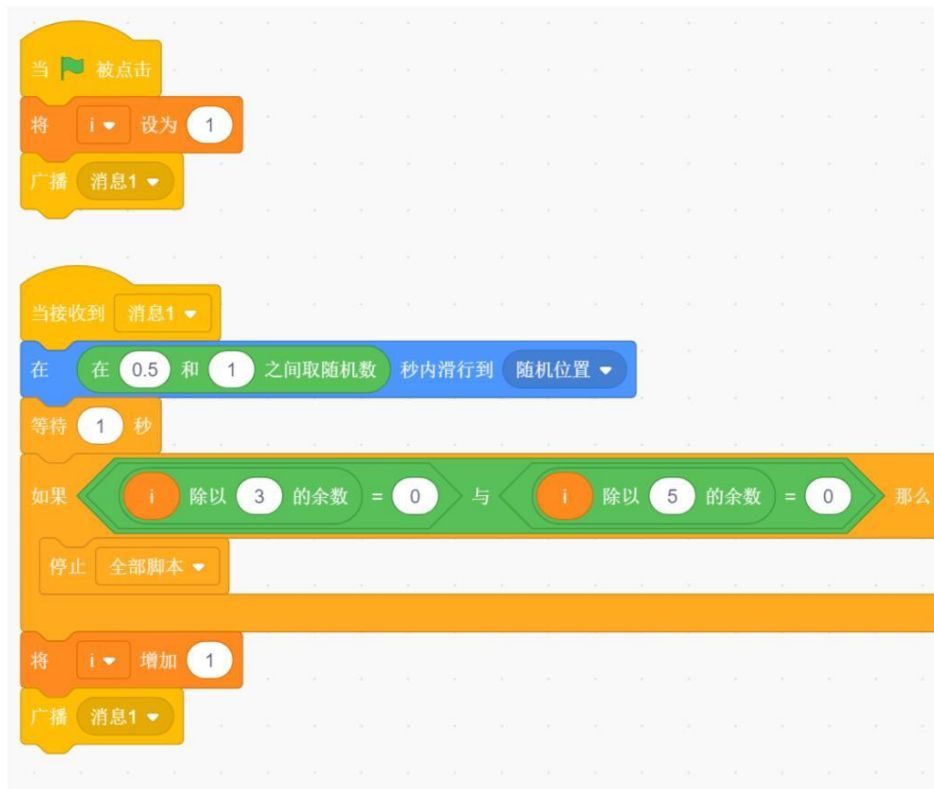 当 被点击
将 i 设为 1
广播 消息1
当接收到 消息1
在 在 0.5 和 1 之间取随机数 秒内滑行到 随机位置
等待 1 秒
如果 i 除以 3 的余数 = 0 与 i 除以 5 的余数 = 0 那么
停止 全部脚本
将 i 增加 1
广播 消息1